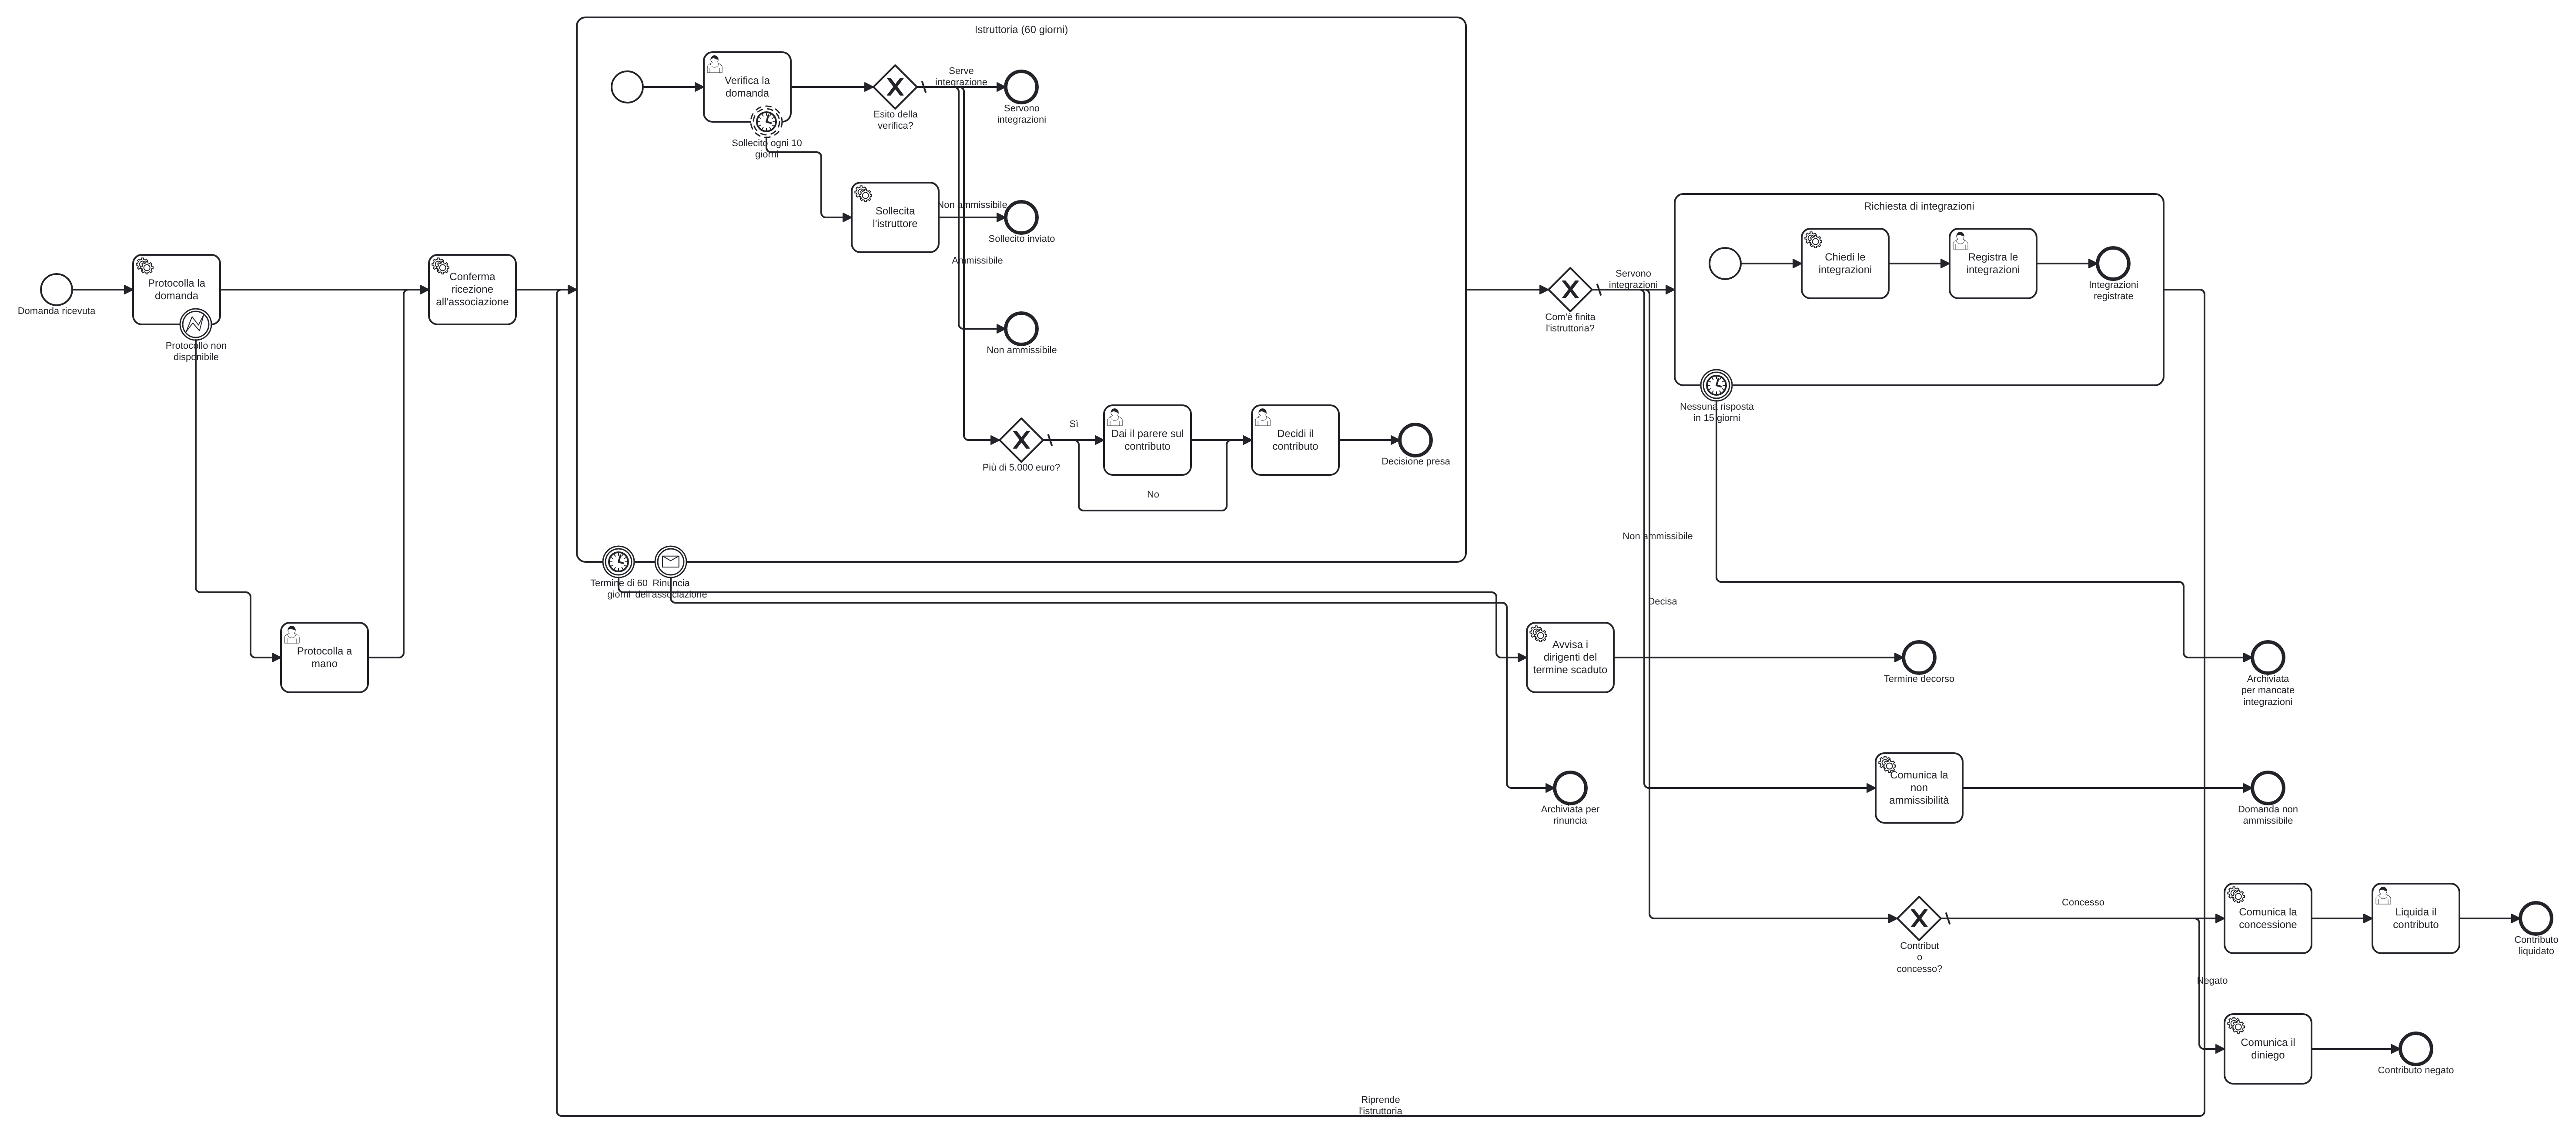 Istruttoria (60 giorni)
Verifica la
domanda
Sollecito ogni 10
giorni
Esito della
verifica?
Serve
integrazione
Servono
integrazioni
Sollecita
l'istruttore
Non ammissibile
Sollecito inviato
Ammissibile
Non ammissibile
Più di 5.000 euro?
Sì
No
Dai il parere sul
contributo
Decidi il
contributo
Decisione presa
Domanda ricevuta
Protocolla la
domanda
Protocollo non
disponibile
Conferma
ricezione
all'associazione
Protocolla a
mano
Termine di 60
giorni
Rinuncia
dell'associazione
Com'è finita
l'istruttoria?
Servono
integrazioni
Richiesta di integrazioni
Chiedi le
integrazioni
Registra le
integrazioni
Integrazioni
registrate
Nessuna risposta
in 15 giorni
Non ammissibile
Decisa
Avvisa i
dirigenti del
termine scaduto
Termine decorso
Archiviata
per mancate
integrazioni
Archiviata per
rinuncia
Comunica la
non
ammissibilità
Domanda non
ammissibile
Contribut
o
concesso?
Concesso
Comunica la
concessione
Liquida il
contributo
Contributo
liquidato
Negato
Comunica il
diniego
Contributo negato
Riprende
l'istruttoria